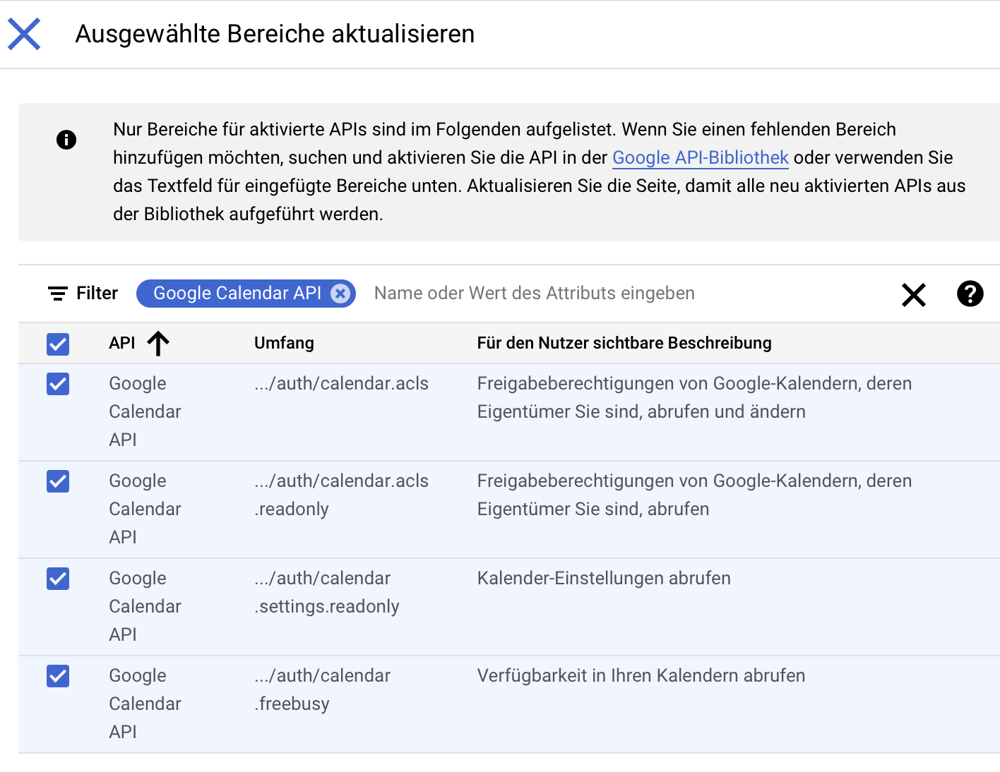 Ausgewählte Bereiche aktualisieren
Nur Bereiche für aktivierte APIs sind im Folgenden aufgelistet. Wenn Sie einen fehlenden Bereich
hinzufügen möchten, suchen und aktivieren Sie die API in der Google API-Bibliothek oder verwenden Sie
das Textfeld für eingefügte Bereiche unten. Aktualisieren Sie die Seite, damit alle neu aktivierten APIs aus
der Bibliothek aufgeführt werden.
Filter Google Calendar API Name oder Wert des Attributs eingeben
API Umfang Für den Nutzer sichtbare Beschreibung
Google .../auth/calendar.acls Freigabeberechtigungen von Google-Kalendern, deren
Calendar Eigentümer Sie sind, abrufen und ändern
API
Google .../auth/calendar.acls Freigabeberechtigungen von Google-Kalendern, deren
Calendar .readonly Eigentümer Sie sind, abrufen
API
Google .../auth/calendar Kalender-Einstellungen abrufen
Calendar .settings.readonly
API
Google .../auth/calendar Verfügbarkeit in Ihren Kalendern abrufen
Calendar .freebusy
API